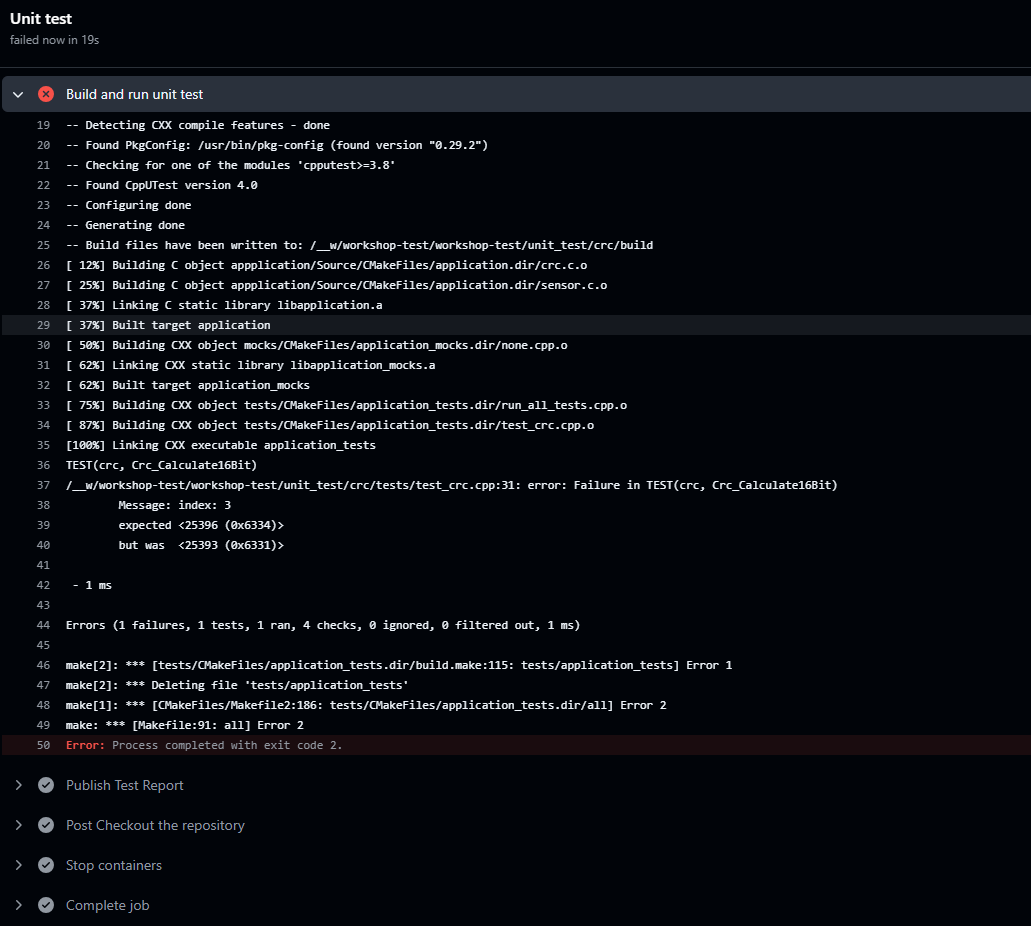 Unit test
failed now in 19s
Build and run unit test
19 -- Detecting CXX compile features - done
20 -- Found PkgConfig: /usr/bin/pkg-config (found version "0.29.2")
21 -- Checking for one of the modules 'cpputest>=3.8'
22 -- Found CppUTest version 4.0
23 -- Configuring done
24 -- Generating done
25 -- Build files have been written to: /__w/workshop-test/workshop-test/unit_test/crc/build
26 [ 12%] Building C object appplication/Source/CMakeFiles/application.dir/crc.c.o
27 [ 25%] Building C object appplication/Source/CMakeFiles/application.dir/sensor.c.o
28 [ 37%] Linking C static library libapplication.a
29 [ 37%] Built target application
30 [ 50%] Building CXX object mocks/CMakeFiles/application_mocks.dir/none.cpp.o
31 [ 62%] Linking CXX static library libapplication_mocks.a
32 [ 62%] Built target application_mocks
33 [ 75%] Building CXX object tests/CMakeFiles/application_tests.dir/run_all_tests.cpp.o
34 [ 87%] Building CXX object tests/CMakeFiles/application_tests.dir/test_crc.cpp.o
35 [100%] Linking CXX executable application_tests
36 TEST(crc, Crc_Calculate16Bit)
37 /__w/workshop-test/workshop-test/unit_test/crc/tests/test_crc.cpp:31: error: Failure in TEST(crc, Crc_Calculate16Bit)
38 Message: index: 3
39 expected <25396 (0x6334)>
40 but was  <25393 (0x6331)>
41
42 - 1 ms
43
44 Errors (1 failures, 1 tests, 1 ran, 4 checks, 0 ignored, 0 filtered out, 1 ms)
45
46 make[2]: *** [tests/CMakeFiles/application_tests.dir/build.make:115: tests/application_tests] Error 1
47 make[2]: *** Deleting file 'tests/application_tests'
48 make[1]: *** [CMakeFiles/Makefile2:186: tests/CMakeFiles/application_tests.dir/all] Error 2
49 make: *** [Makefile:91: all] Error 2
50 Error: Process completed with exit code 2.
Publish Test Report
Post Checkout the repository
Stop containers
Complete job